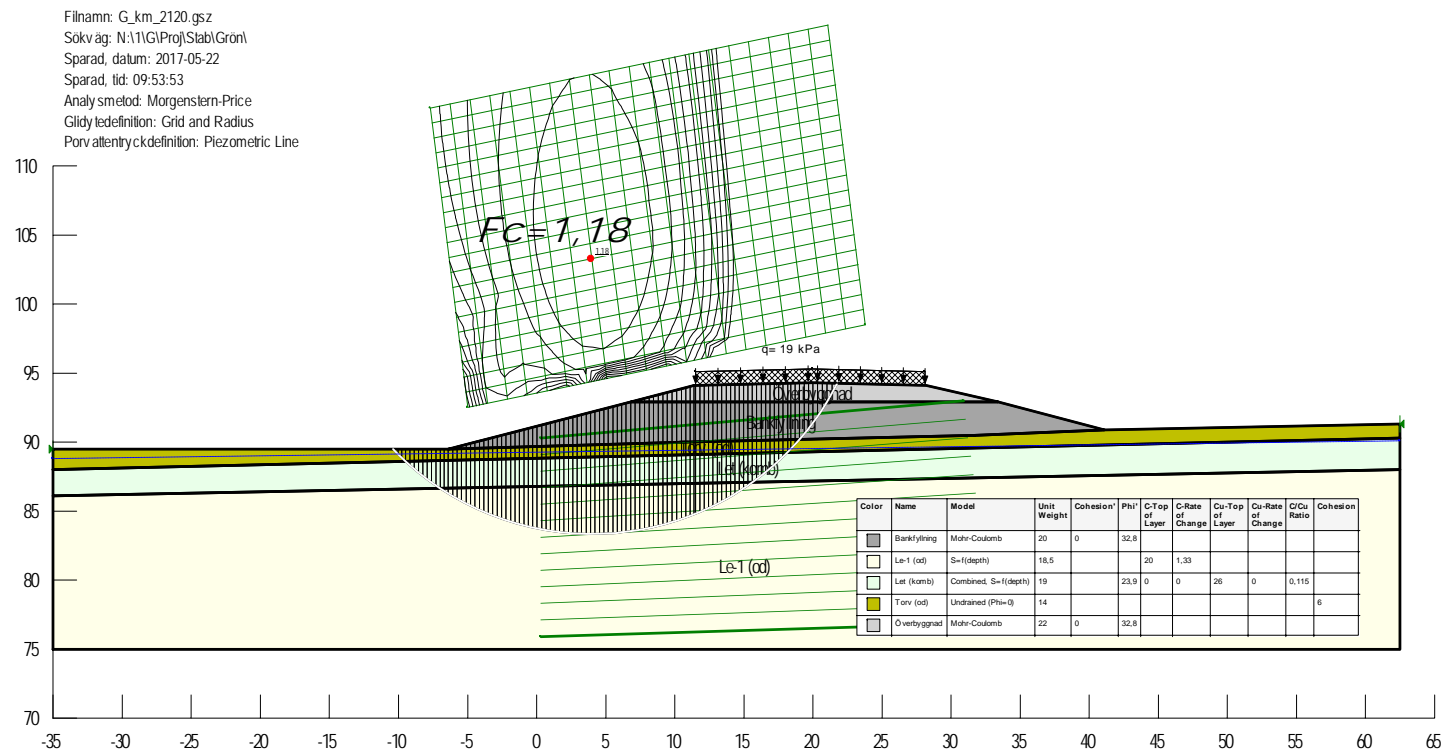 Filnamn: G_km_2120.gsz
Sökväg: N:\1\G\Proj\Stab\Grön\
Sparad, datum: 2017-05-22
Sparad, tid: 09:53:53
Analysmetod: Morgenstern-Price
Glidytedefinition: Grid and Radius
Porvattentryckdefinition: Piezometric Line
Fc=1,18
1,18
q= 19 kPa
Överbyggnad
Bankfyllning
(od)
Let (komb)
Le-1 (od)
Color Name Model Unit Weight Cohesion' Phi' C-Top of Layer C-Rate of Change Cu-Top of Layer Cu-Rate of Change C/Cu Ratio Cohesion
Bankfyllning Mohr-Coulomb 20 0 32,8
Le-1 (od) S=f(depth) 18,5 20 1,33
Let (komb) Combined, S=f(depth) 19 23,9 0 0 26 0 0,115
Torv (od) Undrained (Phi=0) 14 6
Överbyggnad Mohr-Coulomb 22 0 32,8
110
105
100
95
90
85
80
75
70
-35 -30 -25 -20 -15 -10 -5 0 5 10 15 20 25 30 35 40 45 50 55 60 65